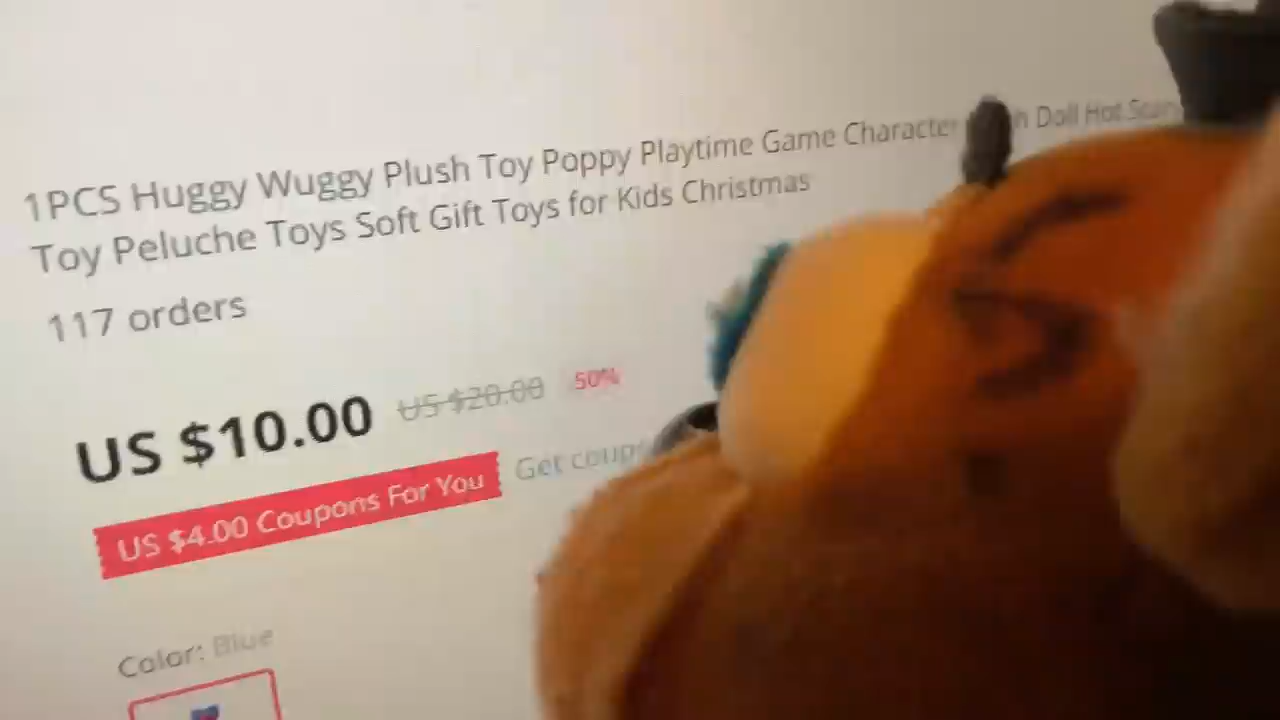 1PCS Huggy Wuggy Plush Toy Poppy Playtime Game Character Doll Hot
Toy Peluche Toys Soft Gift Toys for Kids Christmas
117 orders
US $10.00 US $20.00 50%
US $4.00 Coupons For You Get
Color: Blue